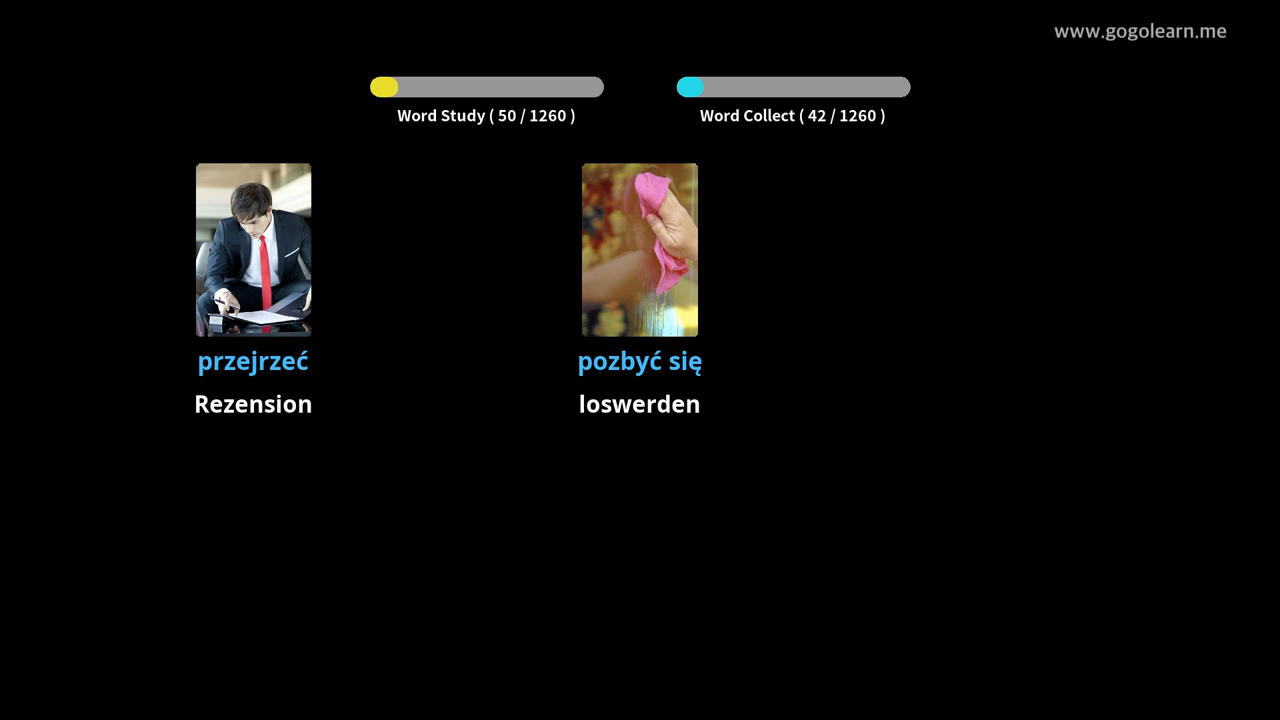 www.gogolearn.me
Word Study ( 50 / 1260 )
Word Collect ( 42 / 1260 )
przejrzeć
pozbyć się
Rezension
loswerden